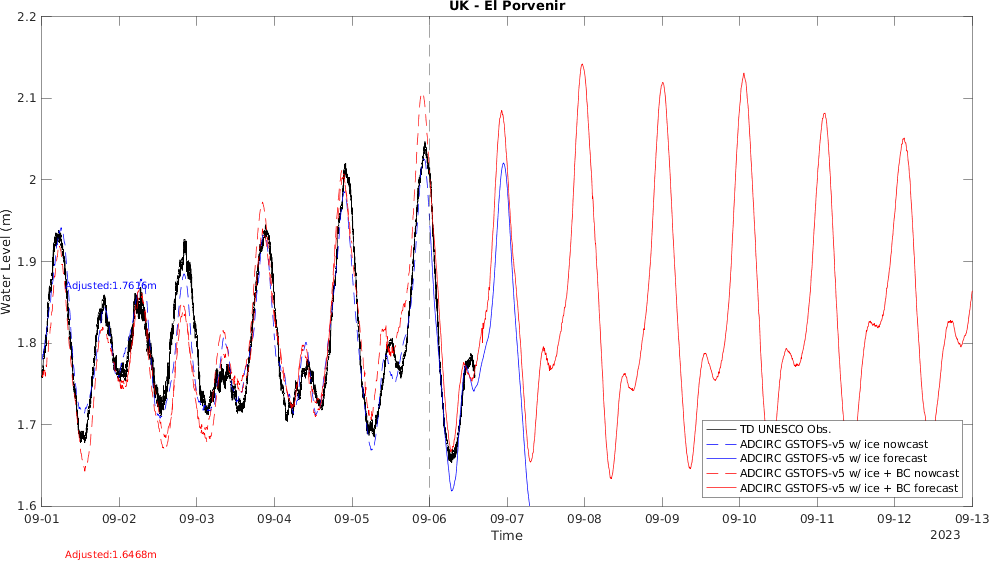 UK - El Porvenir
2.2
2.1
2
1.9
1.8
1.7
1.6
Water Level (m)
Adjusted:1.7616m
TD UNESCO Obs.
ADCIRC GSTOFS-v5 w/ ice nowcast
ADCIRC GSTOFS-v5 w/ ice forecast
ADCIRC GSTOFS-v5 w/ ice + BC nowcast
ADCIRC GSTOFS-v5 w/ ice + BC forecast
09-01 09-02 09-03 09-04 09-05 09-06 09-07 09-08 09-09 09-10 09-11 09-12 09-13
Time
2023
Adjusted:1.6468m